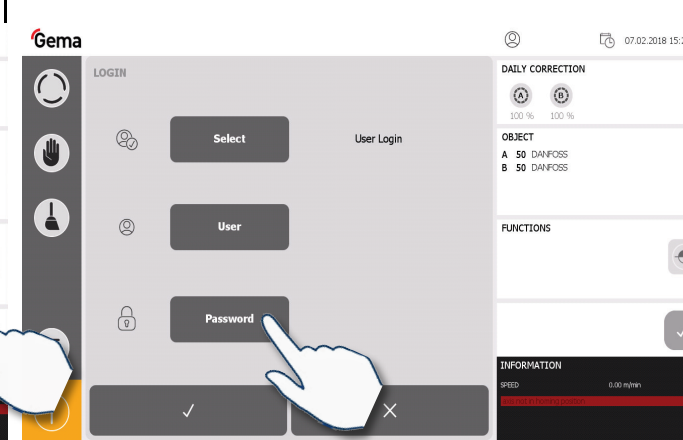 Gema
07.02.2018 15:2
LOGIN
Select
User Login
User
Password
DAILY CORRECTION
A
B
100 %
100 %
OBJECT
A 50 DANFOSS
B 50 DANFOSS
FUNCTIONS
INFORMATION
SPEED
0.00 m/min